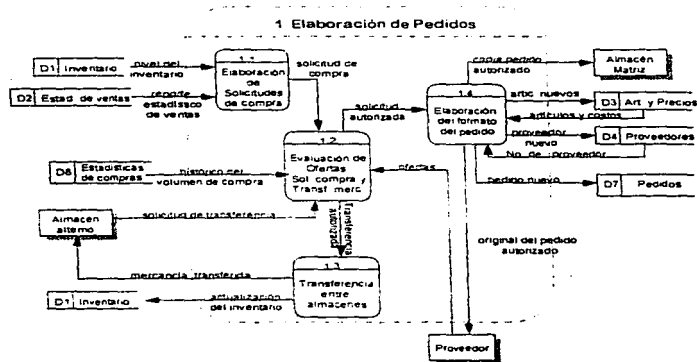 1 Elaboración de Pedidos
1.1
Elaboración
de
Solicitudes
de compra
D1 Inventario
nivel del
inventario
D2 Estad. de ventas
reporte
estadístico
de ventas
solicitud de
compra
copia pedido
autorizado
Almacén
Matriz
1.4
Elaboración
del formato
del pedido
solicitud
autorizada
artic nuevos
D3 Art y Precios
artículos y costos
proveedor
nuevo
D4 Proveedores
No. de proveedor
pedido nuevo
D7 Pedidos
1.2
Evaluación de
Ofertas
Sol compra y
Transf merc
D6 Estadísticas
de compras
histórico del
volumen de compra
ofertas
Almacén
alterno
solicitud de transferencia
Transferencia
autorizada
original del pedido
autorizado
mercancía transferida
1.3
Transferencia
entre
almacenes
D1 Inventario
actualización
del inventario
Proveedor